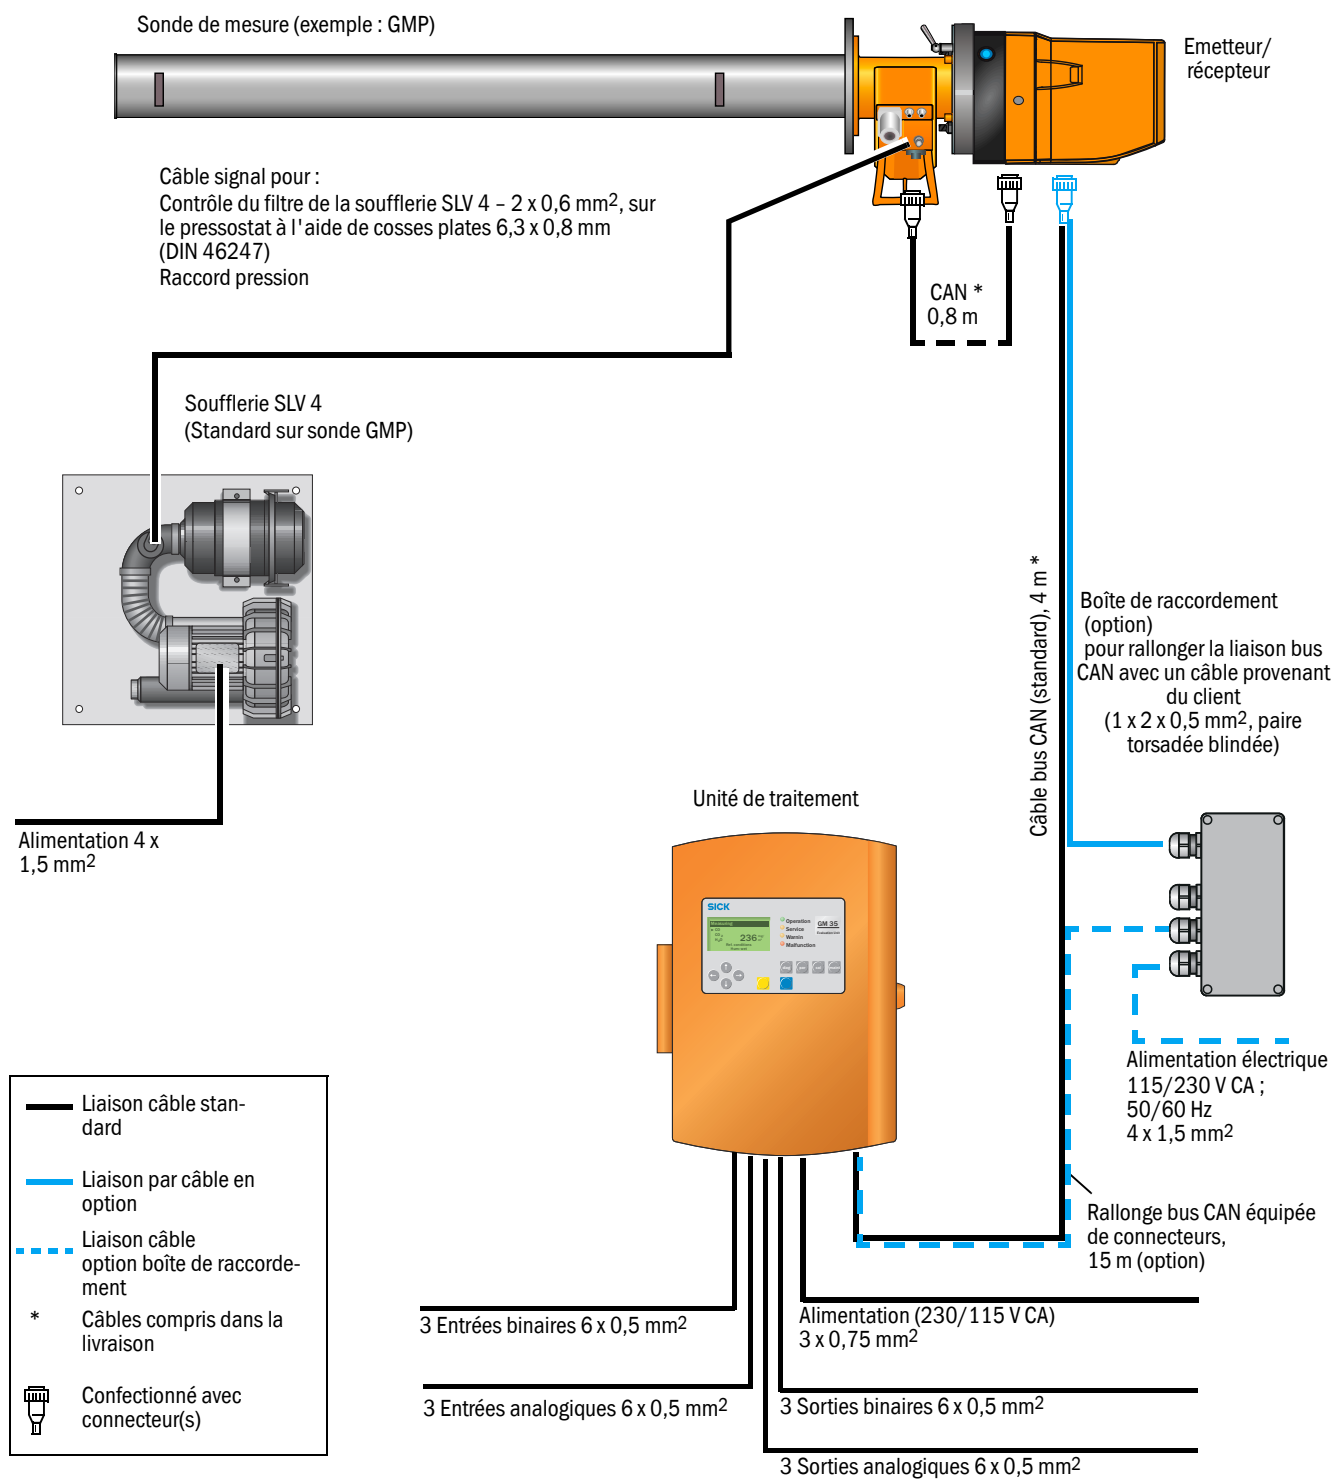 Sonde de mesure (exemple : GMP)
Emetteur/
récepteur
Câble signal pour :
Contrôle du filtre de la soufflerie SLV 4 – 2 x 0,6 mm2, sur
le pressostat à l'aide de cosses plates 6,3 x 0,8 mm
(DIN 46247)
Raccord pression
CAN *
0,8 m
Soufflerie SLV 4
(Standard sur sonde GMP)
Câble bus CAN (standard), 4 m *
Boîte de raccordement
(option)
pour rallonger la liaison bus
CAN avec un câble provenant
du client
(1 x 2 x 0,5 mm2, paire
torsadée blindée)
Unité de traitement
Alimentation 4 x
1,5 mm2
SICK
Measuring
CO
236
Operation
Service
Warnin
Malfunction
GM 35
Alimentation électrique
115/230 V CA ;
50/60 Hz
4 x 1,5 mm2
Liaison câble stan-
dard
Liaison par câble en
option
Liaison câble
option boîte de raccorde-
ment
* Câbles compris dans la
livraison
Confectionné avec
connecteur(s)
Rallonge bus CAN équipée
de connecteurs,
15 m (option)
3 Entrées binaires 6 x 0,5 mm2
Alimentation (230/115 V CA)
3 x 0,75 mm2
3 Entrées analogiques 6 x 0,5 mm2
3 Sorties binaires 6 x 0,5 mm2
3 Sorties analogiques 6 x 0,5 mm2